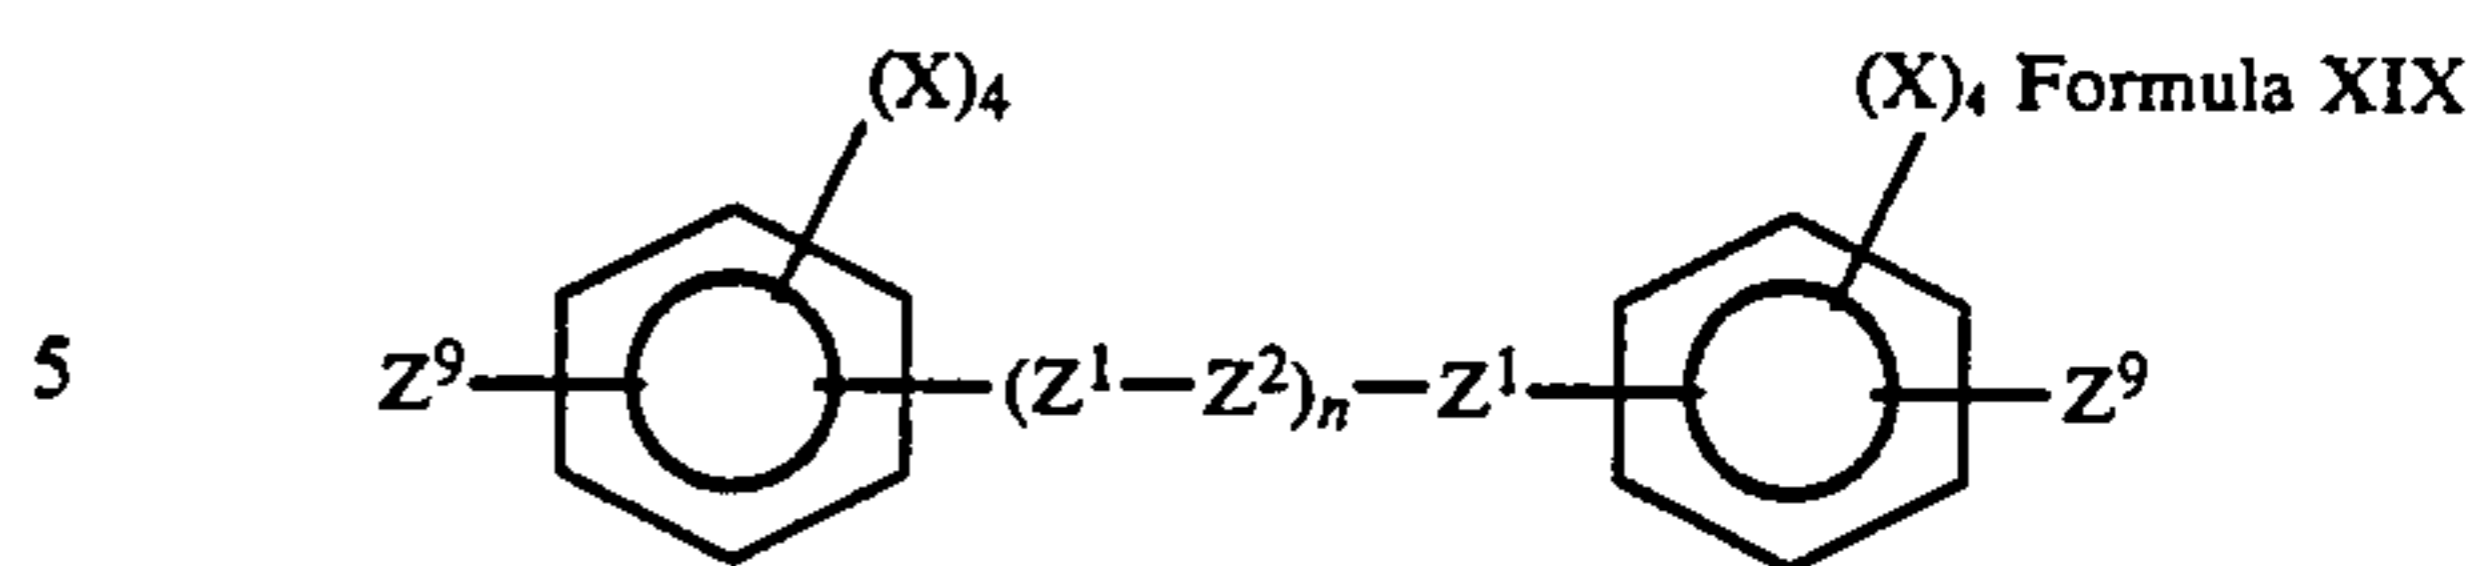 (X)₄ (X)₄ Formula XIX
5 Z⁹ (Z¹—Z²)ₙ—Z¹ Z⁹